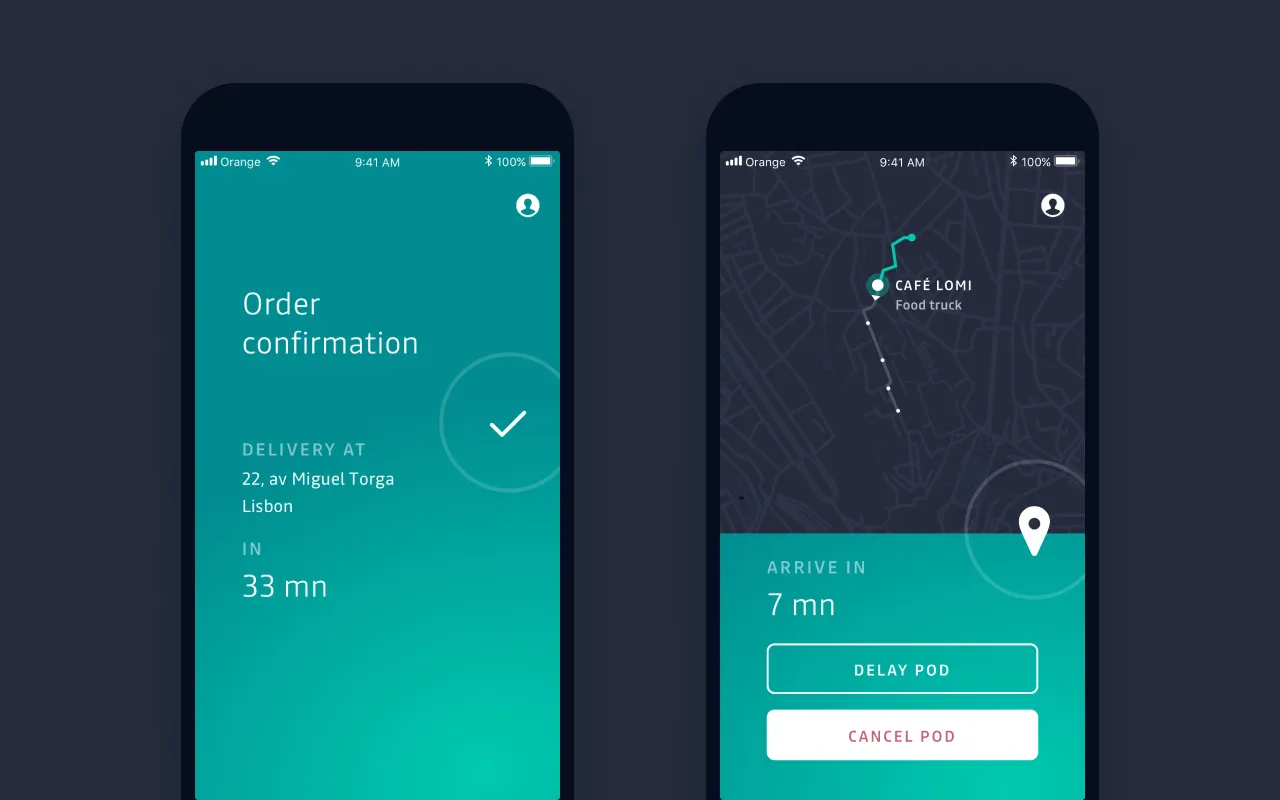 Orange 9:41 AM 100%
Order
confirmation
DELIVERY AT
22, av Miguel Torga
Lisbon
IN
33 mn
Orange 9:41 AM 100%
CAFÉ LOMI
Food truck
ARRIVE IN
7 mn
DELAY POD
CANCEL POD